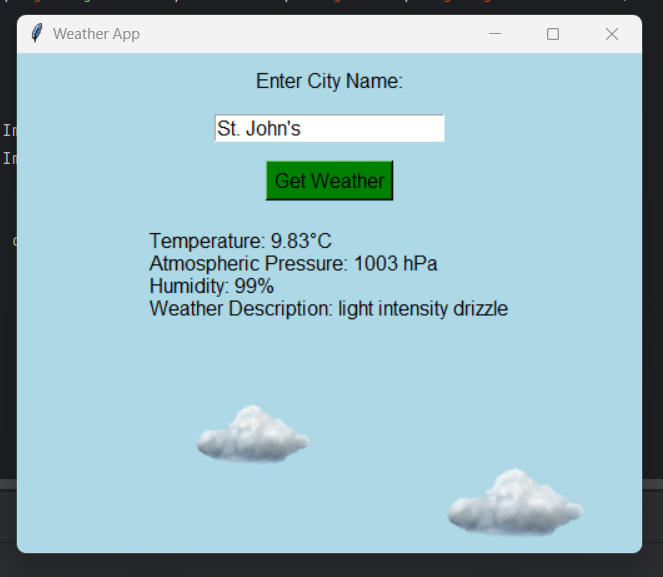 Weather App
Enter City Name:
St. John's
Get Weather
Temperature: 9.83°C
Atmospheric Pressure: 1003 hPa
Humidity: 99%
Weather Description: light intensity drizzle